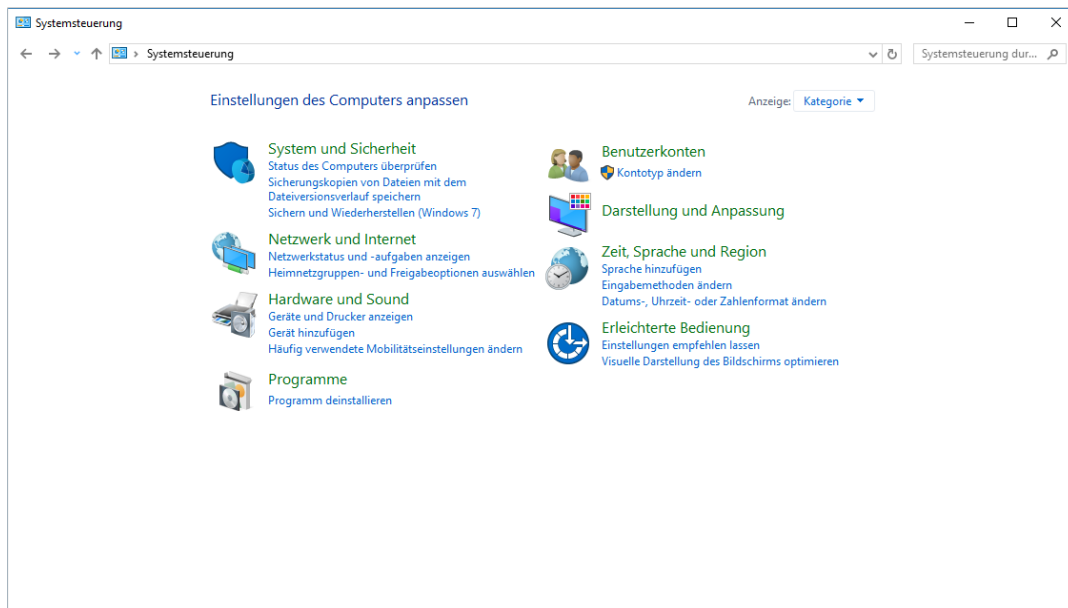 Systemsteuerung
Systemsteuerung
Systemsteuerung dur...
Einstellungen des Computers anpassen
Anzeige: Kategorie
System und Sicherheit
Status des Computers überprüfen
Sicherungskopien von Dateien mit dem
Dateiversionsverlauf speichern
Sichern und Wiederherstellen (Windows 7)
Netzwerk und Internet
Netzwerkstatus und -aufgaben anzeigen
Heimnetzgruppen- und Freigabeoptionen auswählen
Hardware und Sound
Geräte und Drucker anzeigen
Gerät hinzufügen
Häufig verwendete Mobilitätseinstellungen ändern
Programme
Programm deinstallieren
Benutzerkonten
Kontotyp ändern
Darstellung und Anpassung
Zeit, Sprache und Region
Sprache hinzufügen
Eingabemethoden ändern
Datums-, Uhrzeit- oder Zahlenformat ändern
Erleichterte Bedienung
Einstellungen empfehlen lassen
Visuelle Darstellung des Bildschirms optimieren